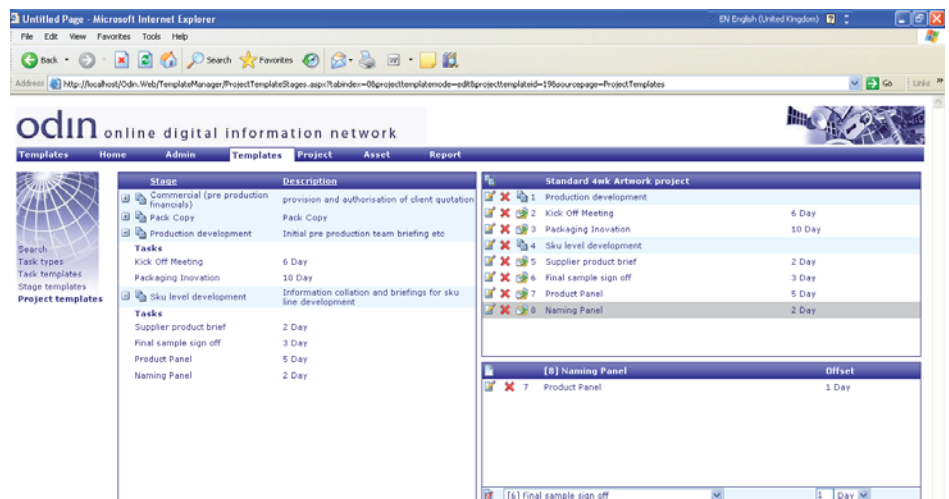 Untitled Page - Microsoft Internet Explorer
EN English (United Kingdom)
File Edit View Favorites Tools Help
Back Search Favorites
Address http://localhost/Odin.Web/TemplateManager/ProjectTemplateStages.aspx?tabindex=0&projecttemplatemode=edit&projecttemplateid=19&sourcepage=ProjectTemplates Go Links
odin online digital information network
Templates Home Admin Templates Project Asset Report
Search
Task types
Task templates
Stage templates
Project templates
Stage Description
Commercial (pre production financials) provision and authorisation of client quotation
Pack Copy Pack Copy
Production development Initial pre production team briefing etc
Tasks
Kick Off Meeting 6 Day
Packaging Inovation 10 Day
Sku level development Information collation and briefings for sku line development
Tasks
Supplier product brief 2 Day
Final sample sign off 3 Day
Product Panel 5 Day
Naming Panel 2 Day
Standard 4wk Artwork project
1 Production development
2 Kick Off Meeting 6 Day
3 Packaging Inovation 10 Day
4 Sku level development
5 Supplier product brief 2 Day
6 Final sample sign off 3 Day
7 Product Panel 5 Day
8 Naming Panel 2 Day
[8] Naming Panel Offset
7 Product Panel 1 Day
[6] Final sample sign off 1 Day